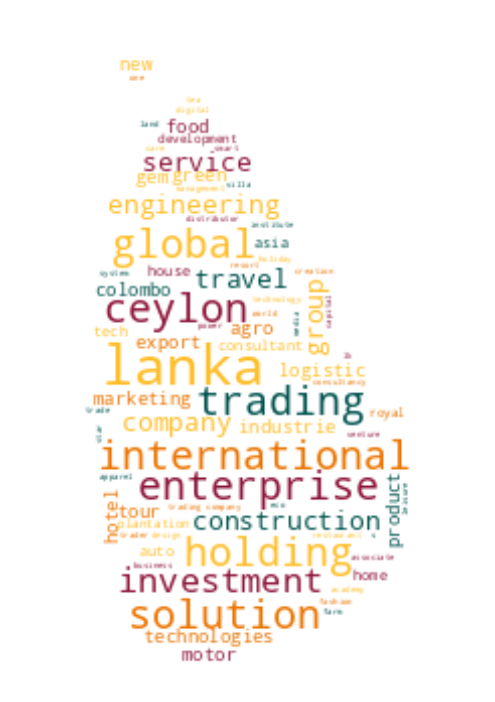 new
one
tea
digital
land
food
development
care smart
service
gem green
villa
management
engineering
distributor
institute
global
asia
holiday
resort
system house travel creation
colombo
group
ceylon
technology
capital
world
media
tech power agro
export consultant
lanka
logistic
consultancy
marketing trading
trade royal
company industrie
star venture
international
apparel enterprise product
leisure
hotel
tour trading company eco
plantation construction
trader design restaurant s
auto holding
associate
business
investment home
academy
solution fashion
farm
technologies
motor